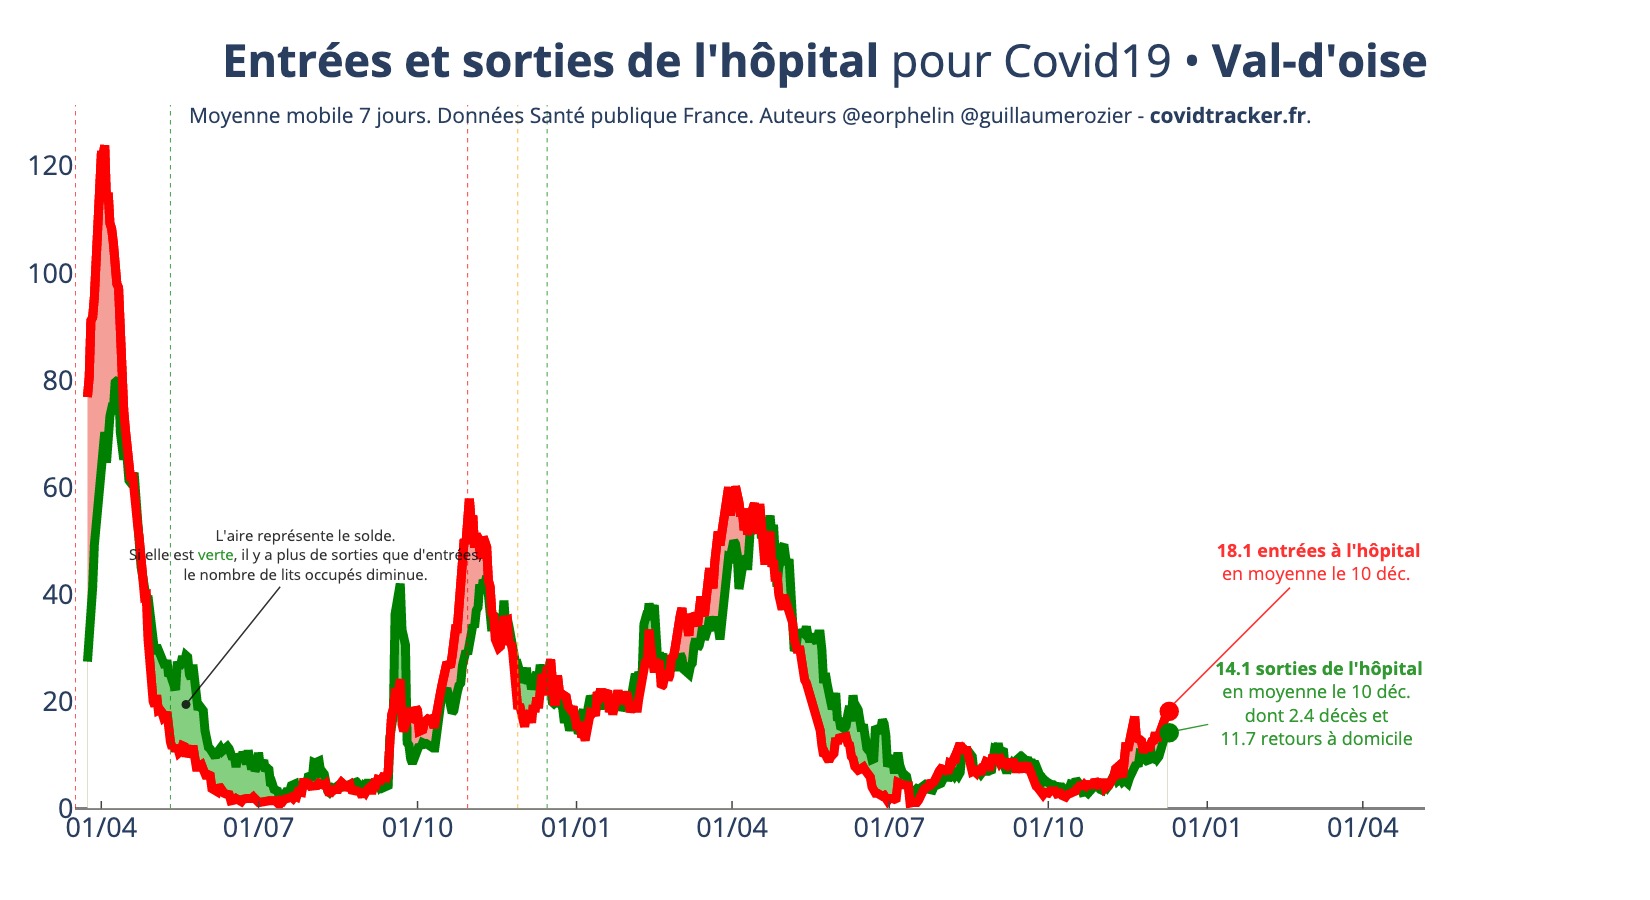 Entrées et sorties de l'hôpital pour Covid19 • Val-d'oise
Moyenne mobile 7 jours. Données Santé publique France. Auteurs @eorphelin @guillaumerozier - covidtracker.fr.
120
100
80
60
40
20
0
L'aire représente le solde.
Si elle est verte, il y a plus de sorties que d'entrées,
le nombre de lits occupés diminue.
18.1 entrées à l'hôpital
en moyenne le 10 déc.
14.1 sorties de l'hôpital
en moyenne le 10 déc.
dont 2.4 décès et
11.7 retours à domicile
01/04 01/07 01/10 01/01 01/04 01/07 01/10 01/01 01/04